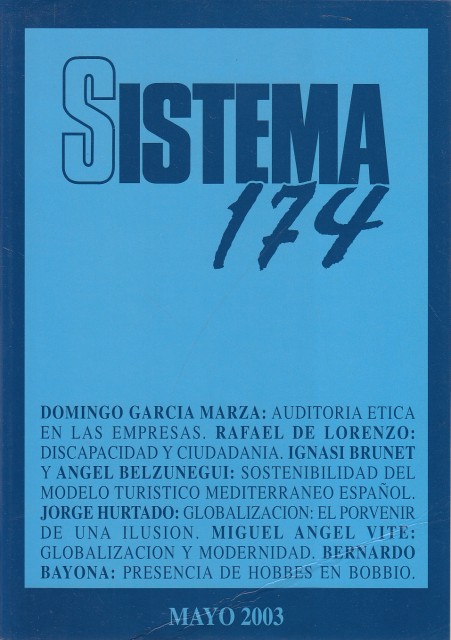 SISTEMA
174
DOMINGO GARCIA MARZA: AUDITORIA ETICA
EN LAS EMPRESAS. RAFAEL DE LORENZO:
DISCAPACIDAD Y CIUDADANIA. IGNASI BRUNET
Y ANGEL BELZUNEGUI: SOSTENIBILIDAD DEL
MODELO TURISTICO MEDITERRANEO ESPAÑOL.
JORGE HURTADO: GLOBALIZACION: EL PORVENIR
DE UNA ILUSION. MIGUEL ANGEL VITE:
GLOBALIZACION Y MODERNIDAD. BERNARDO
BAYONA: PRESENCIA DE HOBBES EN BOBBIO.
MAYO 2003